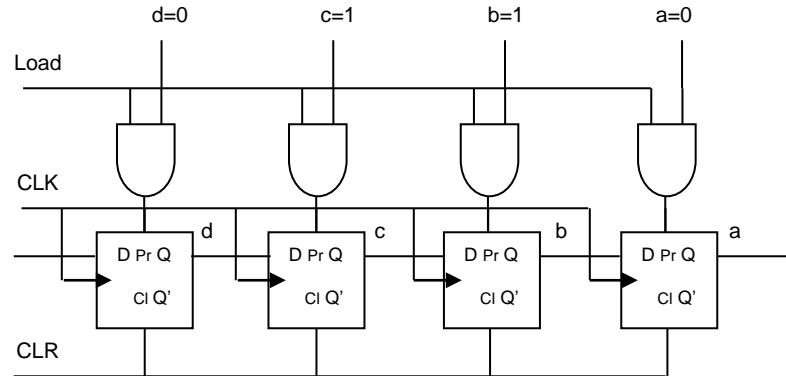 d=0 c=1 b=1 a=0
Load
CLK
d c b a
D Pr Q D Pr Q D Pr Q D Pr Q
Cl Q' Cl Q' Cl Q' Cl Q'
CLR